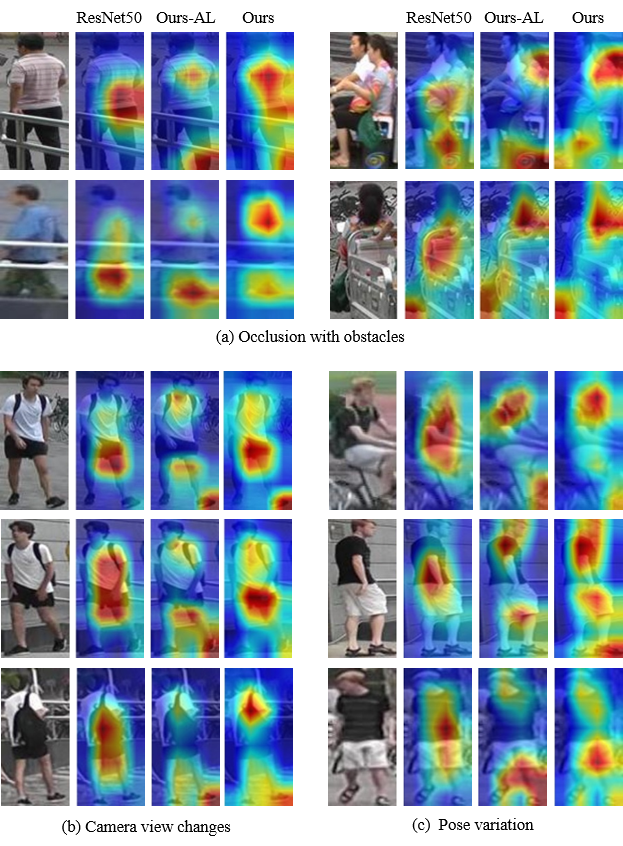 ResNet50 Ours-AL Ours ResNet50 Ours-AL Ours
(a) Occlusion with obstacles
(b) Camera view changes
(c) Pose variation